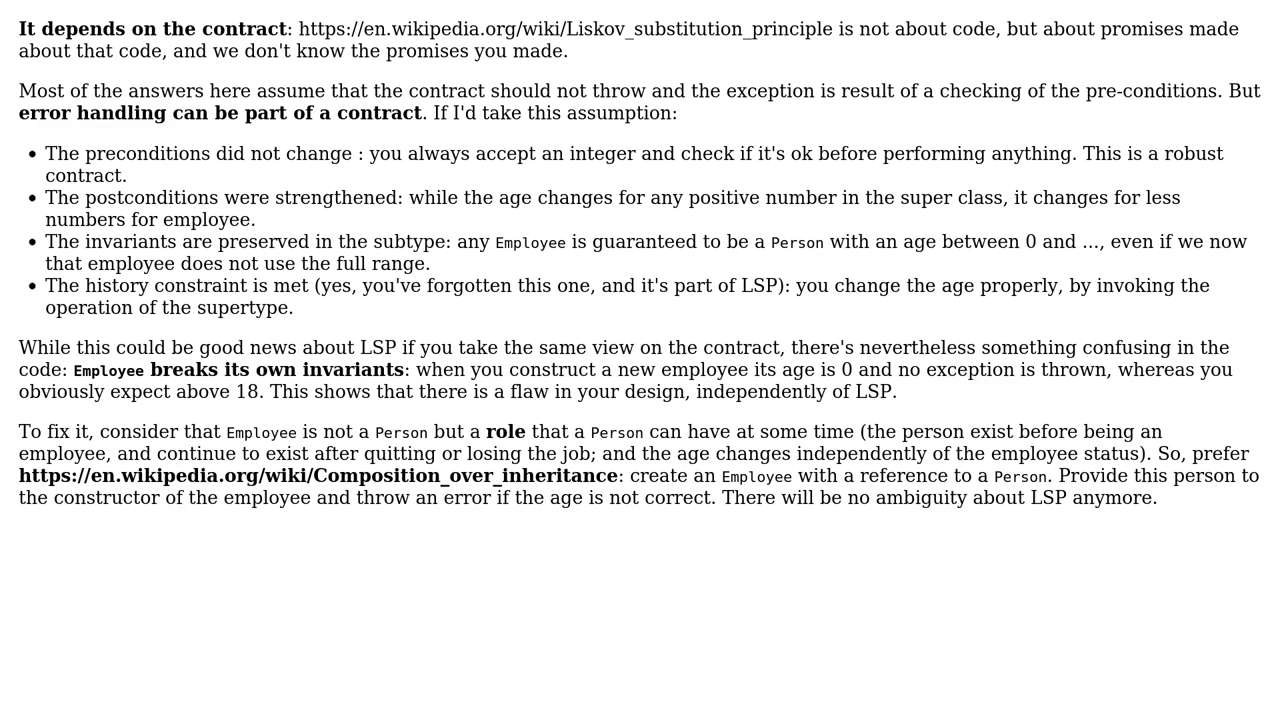 It depends on the contract: https://en.wikipedia.org/wiki/Liskov_substitution_principle is not about code, but about promises made
about that code, and we don't know the promises you made.
Most of the answers here assume that the contract should not throw and the exception is result of a checking of the pre-conditions. But
error handling can be part of a contract. If I'd take this assumption:
• The preconditions did not change : you always accept an integer and check if it's ok before performing anything. This is a robust
contract.
• The postconditions were strengthened: while the age changes for any positive number in the super class, it changes for less
numbers for employee.
• The invariants are preserved in the subtype: any Employee is guaranteed to be a Person with an age between 0 and ..., even if we now
that employee does not use the full range.
• The history constraint is met (yes, you've forgotten this one, and it's part of LSP): you change the age properly, by invoking the
operation of the supertype.
While this could be good news about LSP if you take the same view on the contract, there's nevertheless something confusing in the
code: Employee breaks its own invariants: when you construct a new employee its age is 0 and no exception is thrown, whereas you
obviously expect above 18. This shows that there is a flaw in your design, independently of LSP.
To fix it, consider that Employee is not a Person but a role that a Person can have at some time (the person exist before being an
employee, and continue to exist after quitting or losing the job; and the age changes independently of the employee status). So, prefer
https://en.wikipedia.org/wiki/Composition_over_inheritance: create an Employee with a reference to a Person. Provide this person to
the constructor of the employee and throw an error if the age is not correct. There will be no ambiguity about LSP anymore.